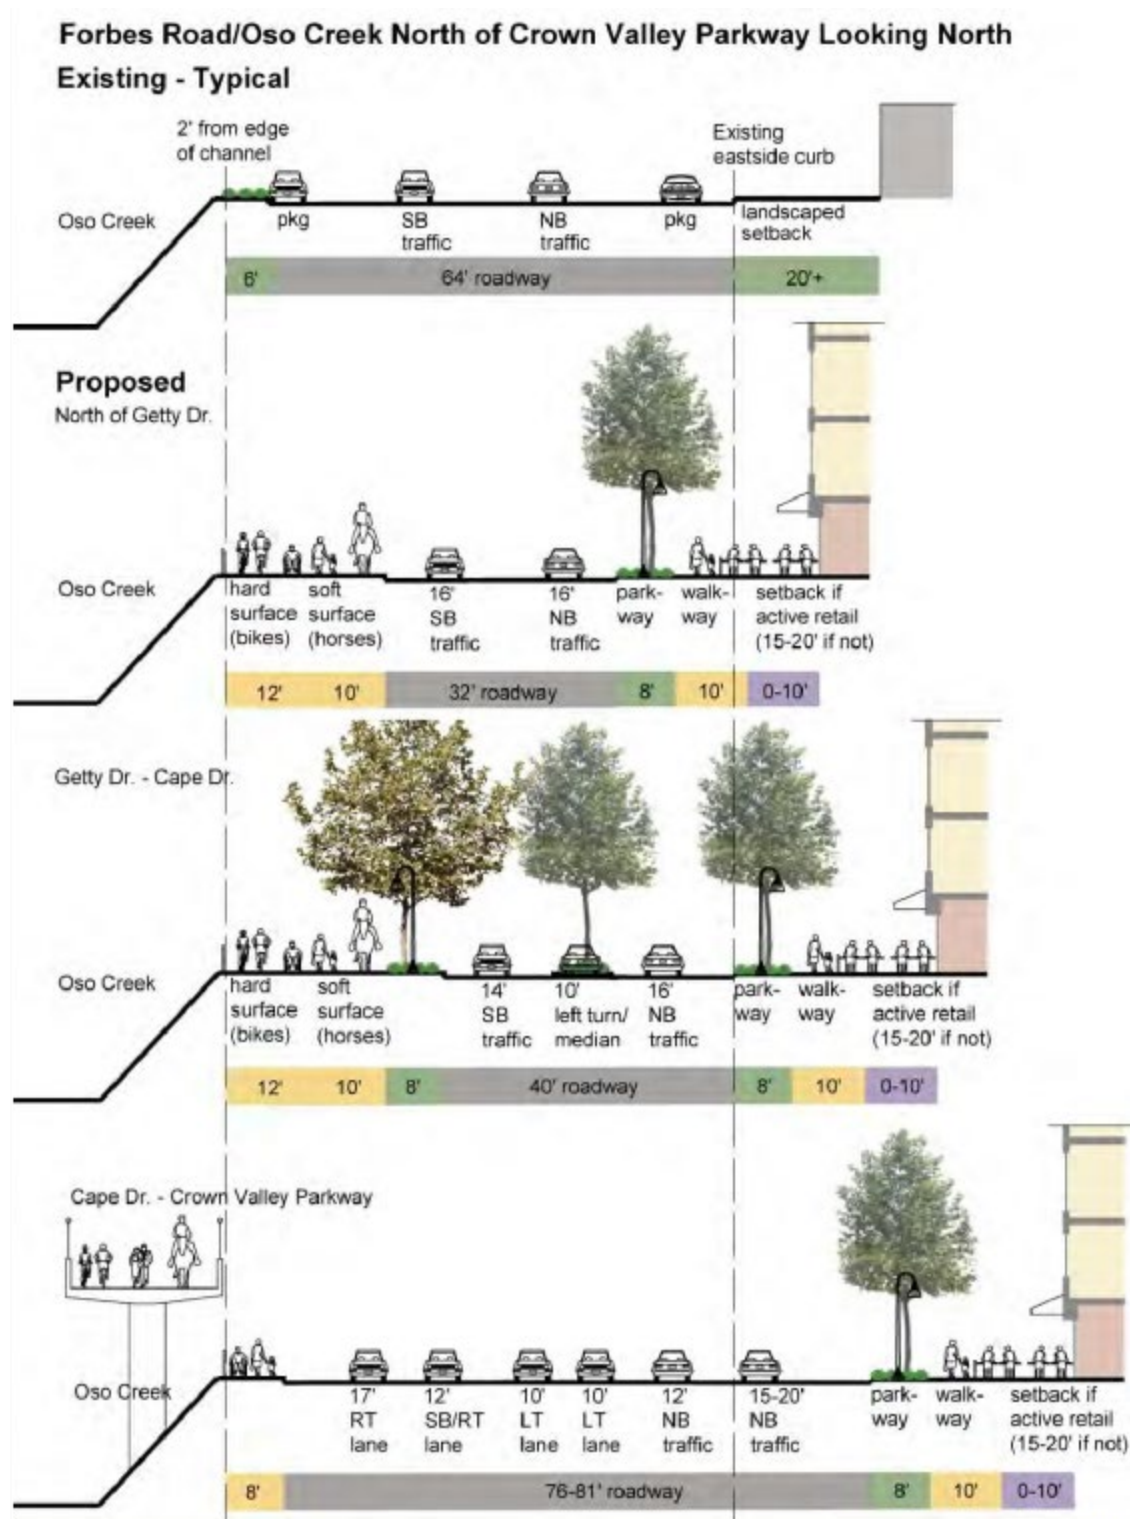 Forbes Road/Oso Creek North of Crown Valley Parkway Looking North
Existing - Typical
2' from edge
of channel
Existing
eastside curb
Oso Creek
pkg
SB
traffic
NB
traffic
pkg
landscaped
setback
6'
64' roadway
20'+
Proposed
North of Getty Dr.
Oso Creek
hard
surface
(bikes)
soft
surface
(horses)
16'
SB
traffic
16'
NB
traffic
park-
way
walk-
way
setback if
active retail
(15-20' if not)
12'
10'
32' roadway
8'
10'
0-10'
Getty Dr. - Cape Dr.
Oso Creek
hard
surface
(bikes)
soft
surface
(horses)
14'
SB
traffic
10'
left turn/
median
16'
NB
traffic
park-
way
walk-
way
setback if
active retail
(15-20' if not)
12'
10'
8'
40' roadway
8'
10'
0-10'
Cape Dr. - Crown Valley Parkway
Oso Creek
17'
RT
lane
12'
SB/RT
lane
10'
LT
lane
10'
LT
lane
12'
NB
traffic
15-20'
NB
traffic
park-
way
walk-
way
setback if
active retail
(15-20' if not)
8'
76-81' roadway
8'
10'
0-10'